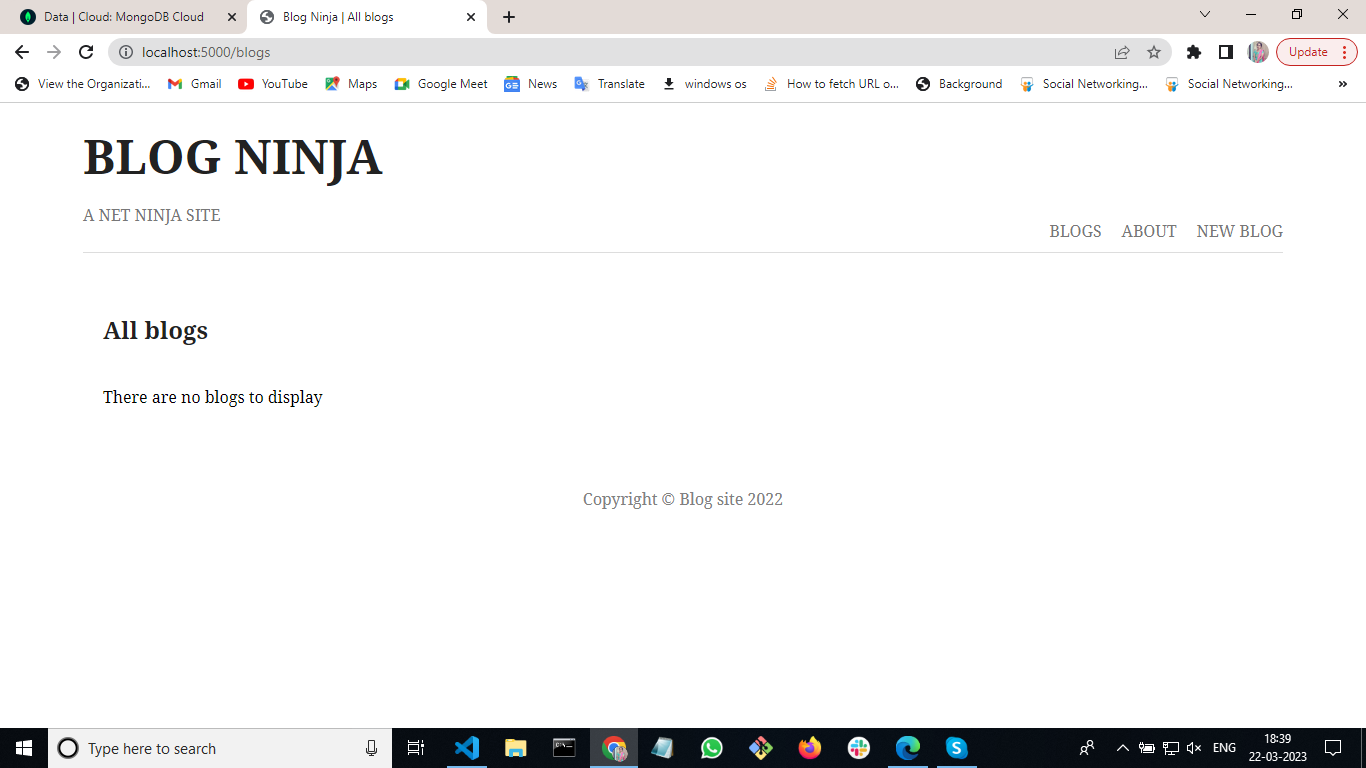 Data | Cloud: MongoDB Cloud
Blog Ninja | All blogs
localhost:5000/blogs
Update
View the Organizati...
Gmail
YouTube
Maps
Google Meet
News
Translate
windows os
How to fetch URL o...
Background
Social Networking...
Social Networking...
»
BLOG NINJA
A NET NINJA SITE
BLOGS ABOUT NEW BLOG
All blogs
There are no blogs to display
Copyright © Blog site 2022
Type here to search
ENG
18:39
22-03-2023